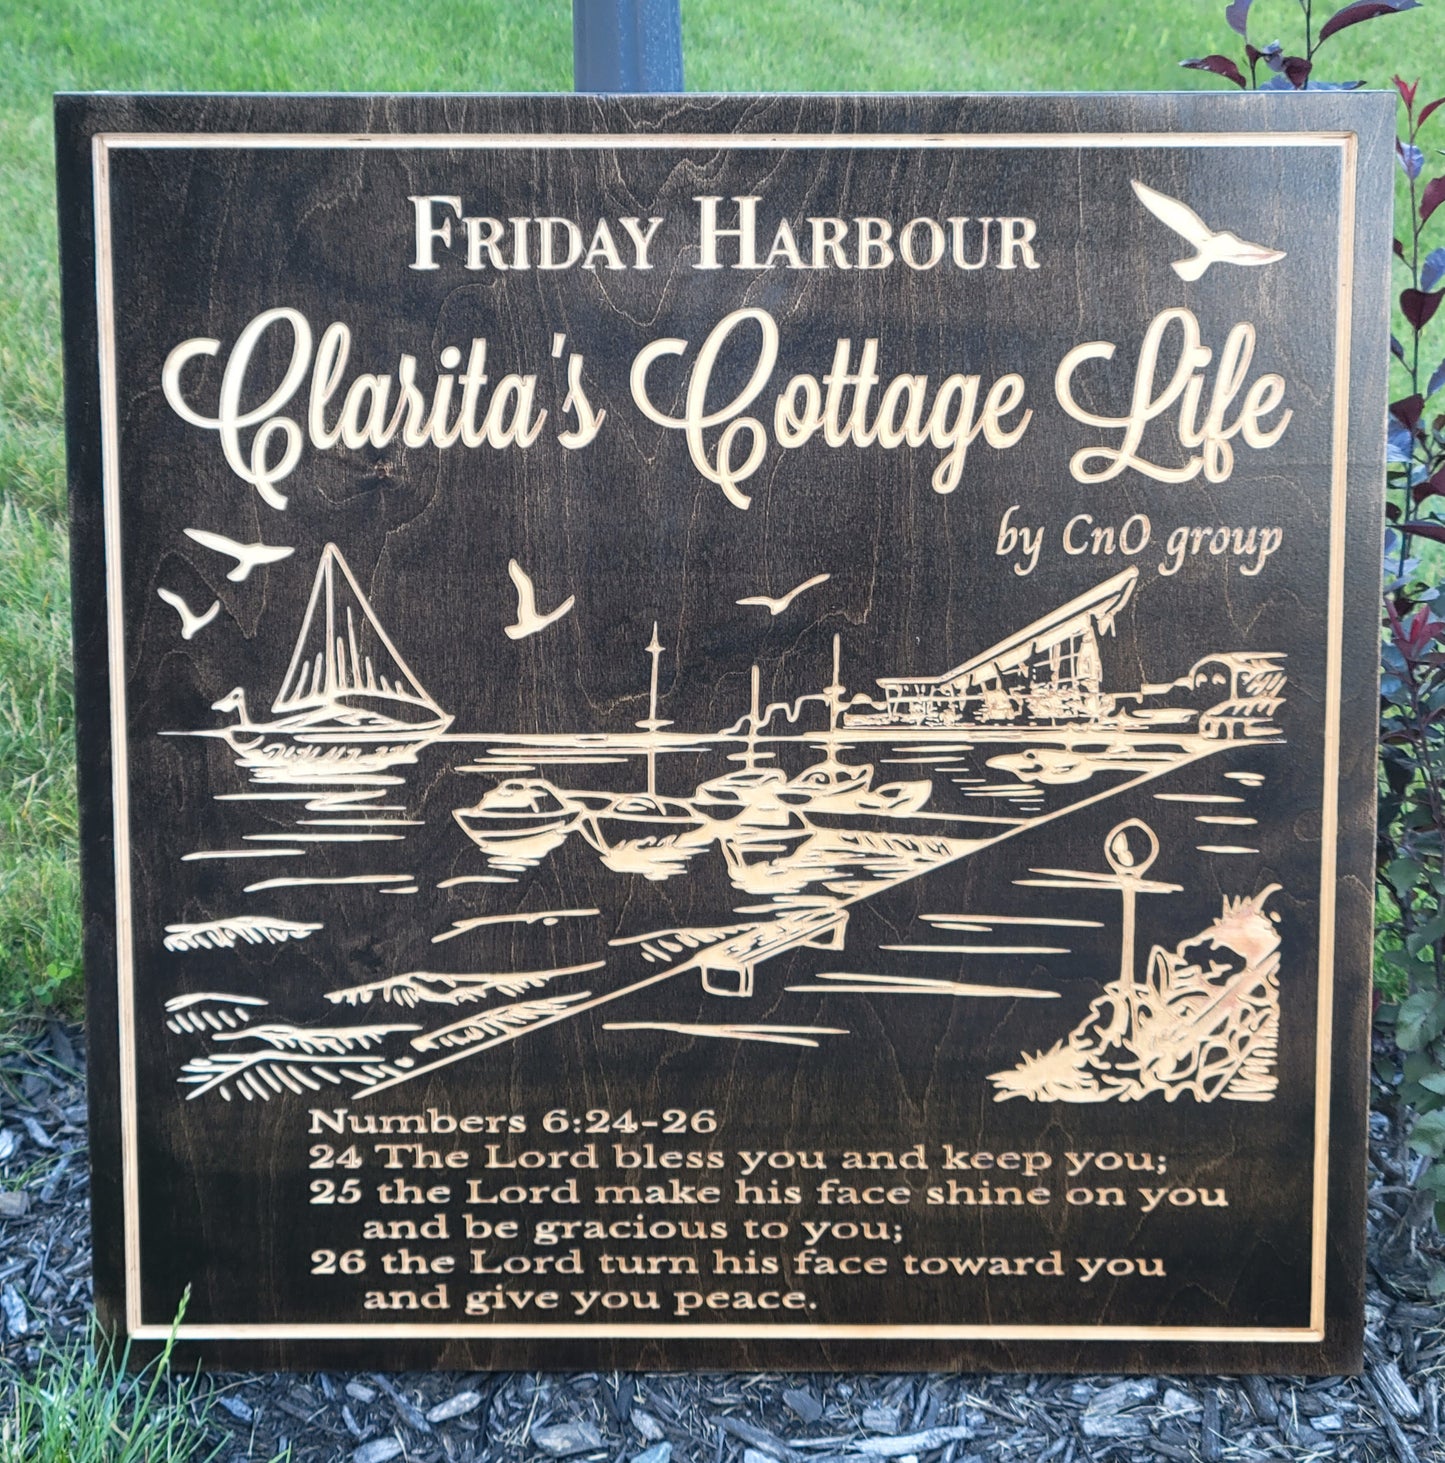 Friday Harbour
Clarita's Cottage Life
by CnO group
Numbers 6:24-26
24 The Lord bless you and keep you;
25 the Lord make his face shine on you
and be gracious to you;
26 the Lord turn his face toward you
and give you peace.